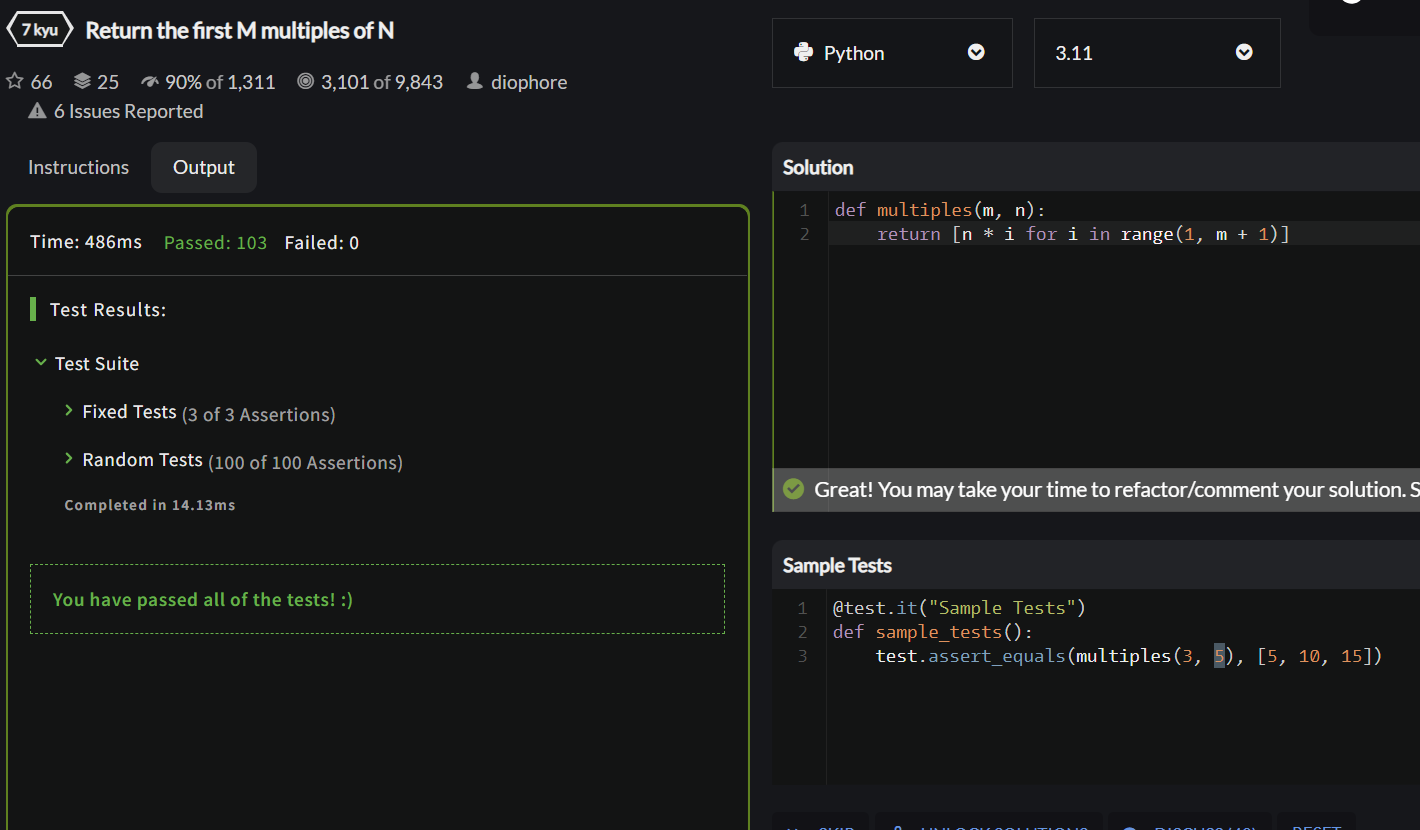 7 kyu Return the first M multiples of N
66 25 90% of 1,311 3,101 of 9,843 diophore
6 Issues Reported
Instructions Output
Time: 486ms Passed: 103 Failed: 0
Test Results:
Test Suite
Fixed Tests (3 of 3 Assertions)
Random Tests (100 of 100 Assertions)
Completed in 14.13ms
You have passed all of the tests! :)
Python 3.11
Solution
1 def multiples(m, n):
2 return [n * i for i in range(1, m + 1)]
Great! You may take your time to refactor/comment your solution. S
Sample Tests
1 @test.it("Sample Tests")
2 def sample_tests():
3 test.assert_equals(multiples(3, 5), [5, 10, 15])
SKIP UNLOCK SOLUTIONS RESET